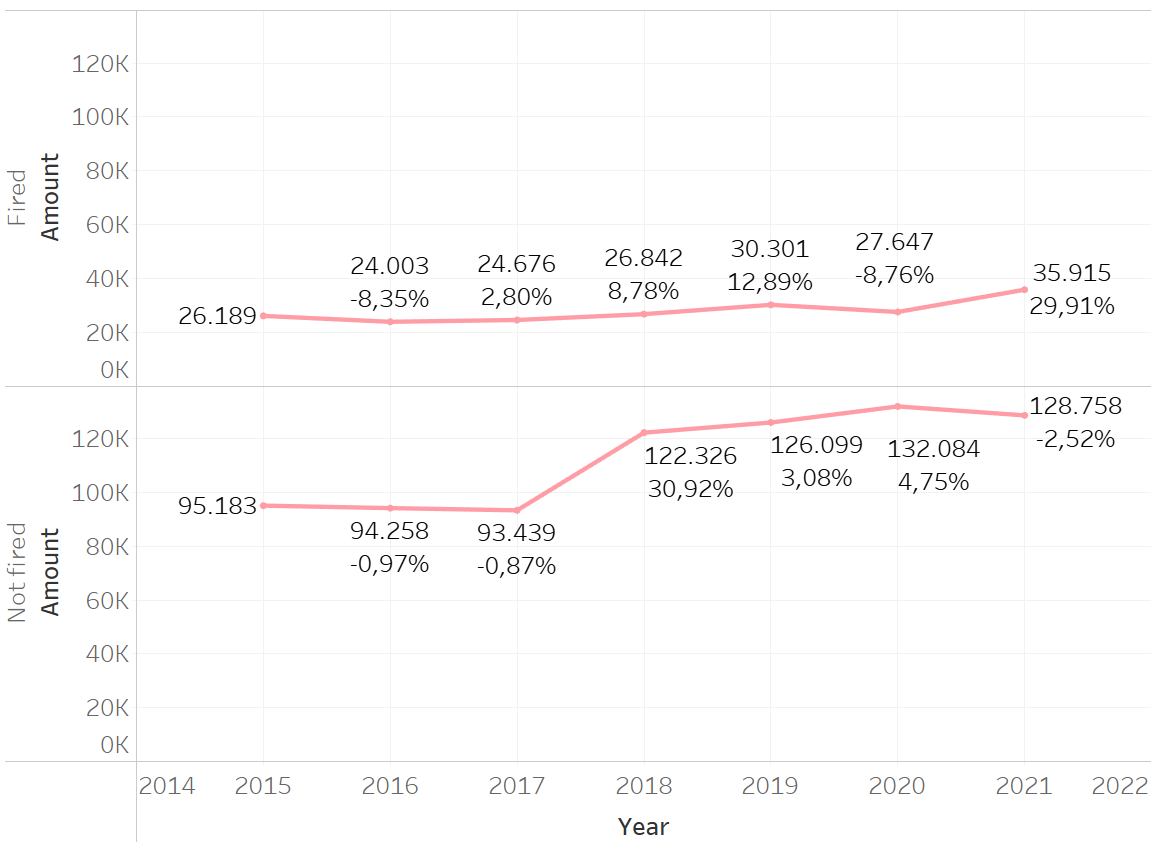 Fired
Amount
120K
100K
80K
60K
40K
20K
0K
26.189
24.003
-8,35%
24.676
2,80%
26.842
8,78%
30.301
12,89%
27.647
-8,76%
35.915
29,91%
Not fired
Amount
120K
100K
80K
60K
40K
20K
0K
95.183
94.258
-0,97%
93.439
-0,87%
122.326
30,92%
126.099
3,08%
132.084
4,75%
128.758
-2,52%
2014 2015 2016 2017 2018 2019 2020 2021 2022
Year